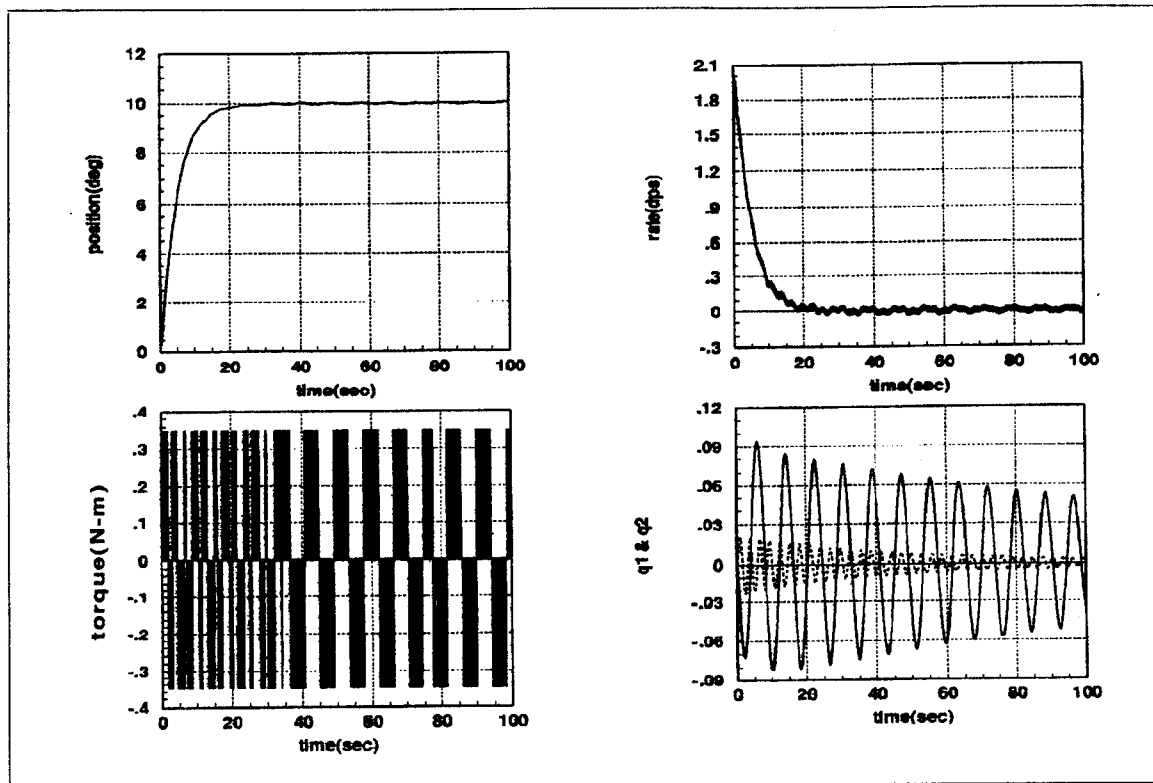 12
10
8
6
4
2
0
position(deg)
0 20 40 60 80 100
time(sec)
2.1
1.8
1.5
1.2
.9
.6
.3
0
-.3
rate(dps)
0 20 40 60 80 100
time(sec)
.4
.3
.2
.1
0
-.1
-.2
-.3
-.4
torque(N-m)
0 20 40 60 80 100
time(sec)
.12
.09
.06
.03
0
-.03
-.06
-.09
q1 & q2
0 20 40 60 80 100
time(sec)